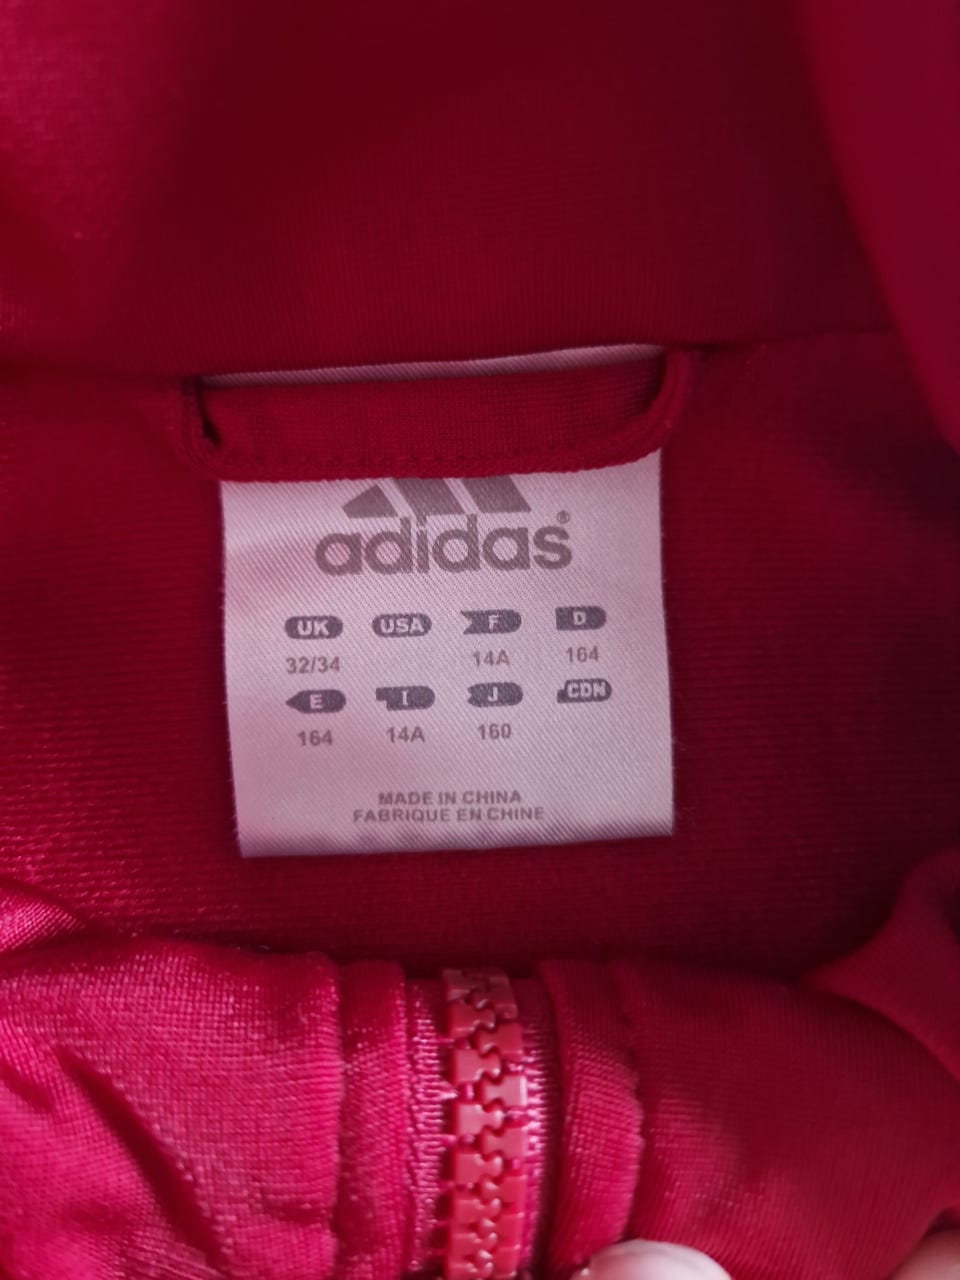 adidas®
UK USA F D
32/34 14A 164
E I J CDN
164 14A 160
MADE IN CHINA
FABRIQUE EN CHINE